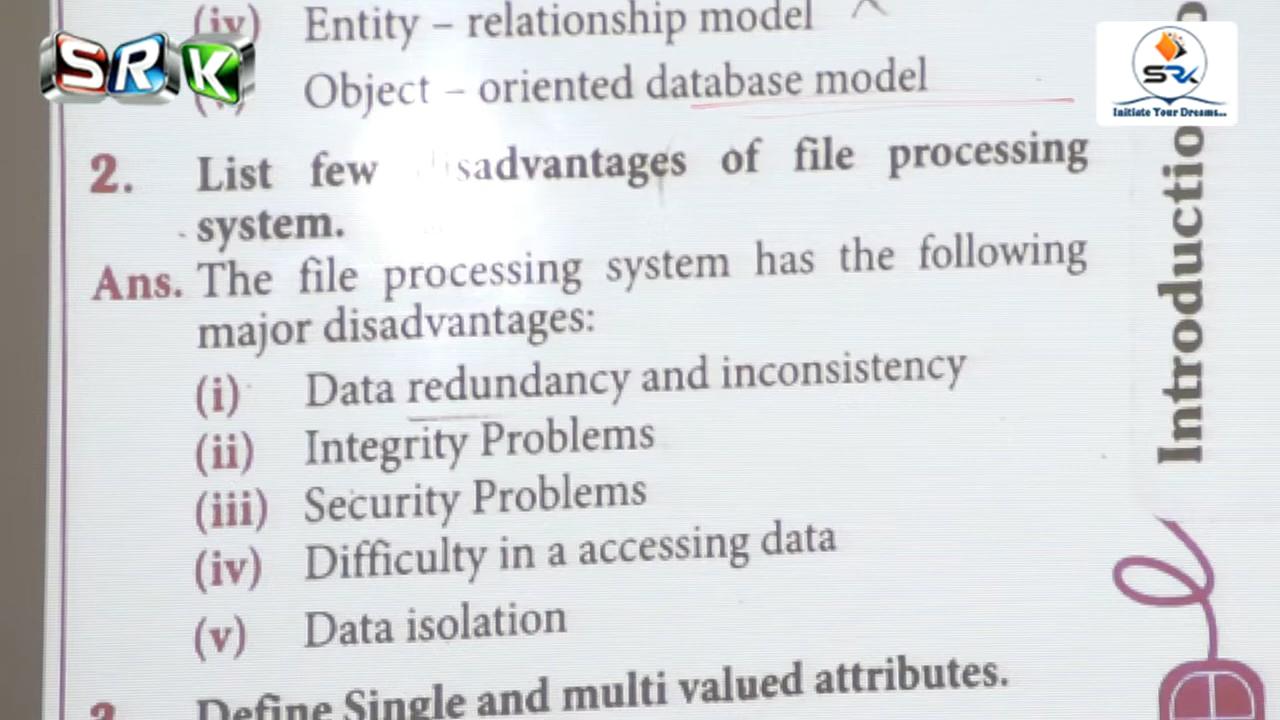 SRK
(iv) Entity – relationship model
Object – oriented database model
SRK
Initiate Your Dreams...
2. List few disadvantages of file processing
system.
Ans. The file processing system has the following
major disadvantages:
(i) Data redundancy and inconsistency
(ii) Integrity Problems
(iii) Security Problems
(iv) Difficulty in a accessing data
(v) Data isolation
Define Single and multi valued attributes.